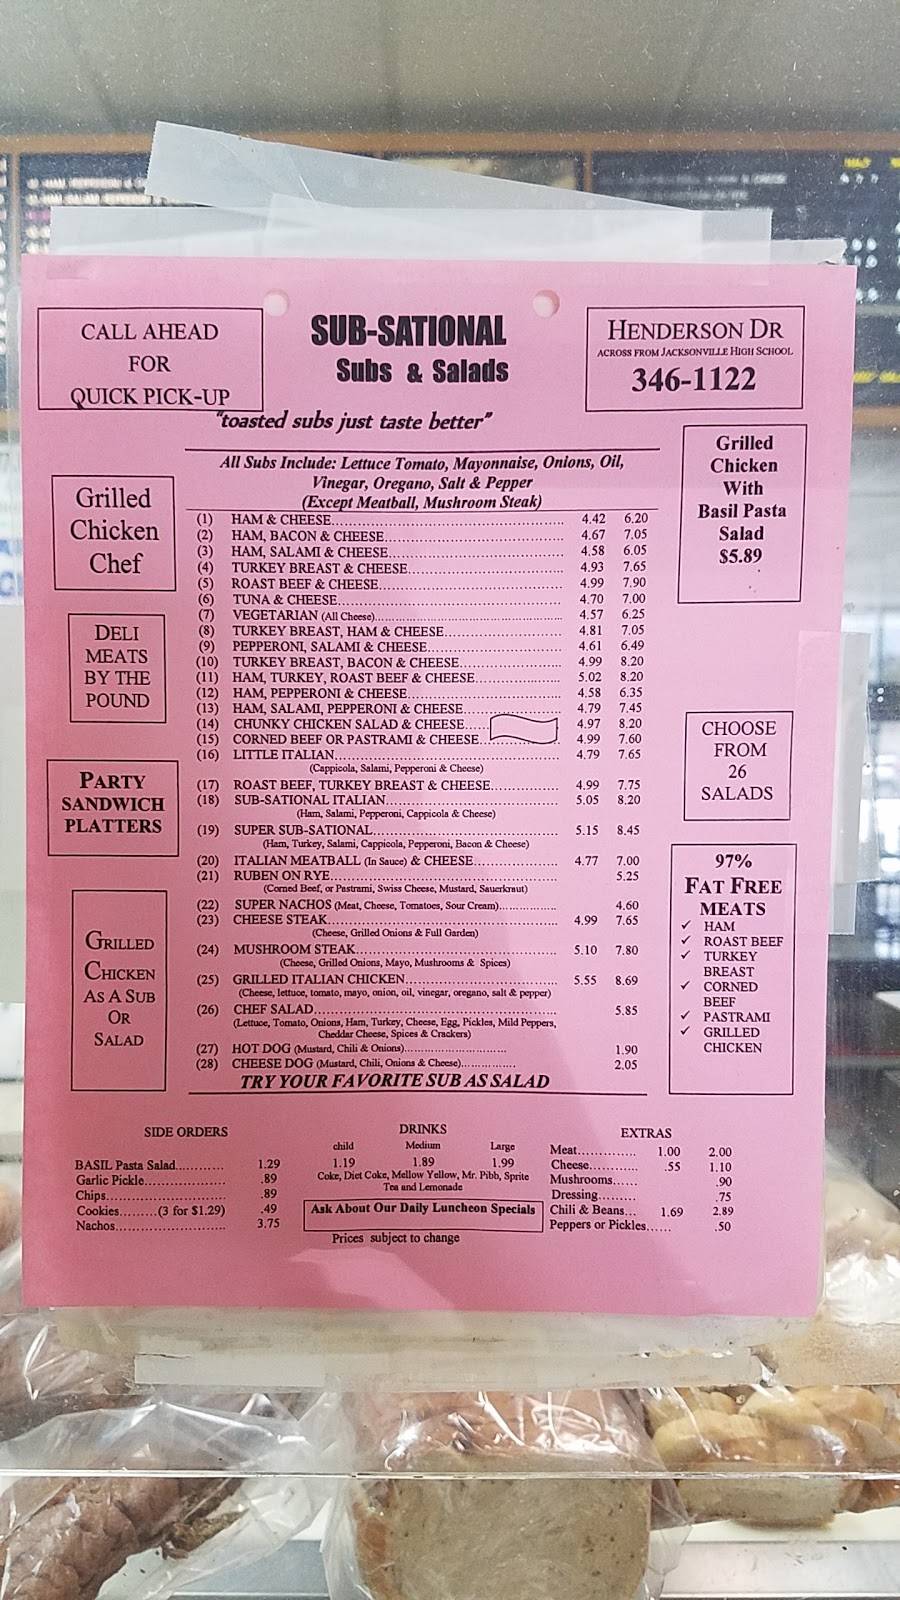 CALL AHEAD
FOR
QUICK PICK-UP
SUB-SATIONAL
Subs & Salads
"toasted subs just taste better"
HENDERSON DR
ACROSS FROM JACKSONVILLE HIGH SCHOOL
346-1122
Grilled
Chicken
Chef
DELI
MEATS
BY THE
POUND
PARTY
SANDWICH
PLATTERS
GRILLED
CHICKEN
AS A SUB
OR
SALAD
All Subs Include: Lettuce Tomato, Mayonnaise, Onions, Oil,
Vinegar, Oregano, Salt & Pepper
(Except Meatball, Mushroom Steak)
(1) HAM & CHEESE 4.42 6.20
(2) HAM, BACON & CHEESE 4.67 7.05
(3) HAM, SALAMI & CHEESE 4.58 6.05
(4) TURKEY BREAST & CHEESE 4.93 7.65
(5) ROAST BEEF & CHEESE 4.99 7.90
(6) TUNA & CHEESE 4.70 7.00
(7) VEGETARIAN (All Cheese) 4.57 6.25
(8) TURKEY BREAST, HAM & CHEESE 4.81 7.05
(9) PEPPERONI, SALAMI & CHEESE 4.61 6.49
(10) TURKEY BREAST, BACON & CHEESE 4.99 8.20
(11) HAM, TURKEY, ROAST BEEF & CHEESE 5.02 8.20
(12) HAM, PEPPERONI & CHEESE 4.58 6.35
(13) HAM, SALAMI, PEPPERONI & CHEESE 4.79 7.45
(14) CHUNKY CHICKEN SALAD & CHEESE 4.97 8.20
(15) CORNED BEEF OR PASTRAMI & CHEESE 4.99 7.60
(16) LITTLE ITALIAN 4.79 7.65
(Cappicola, Salami, Pepperoni & Cheese)
(17) ROAST BEEF, TURKEY BREAST & CHEESE 4.99 7.75
(18) SUB-SATIONAL ITALIAN 5.05 8.20
(Ham, Salami, Pepperoni, Cappicola & Cheese)
(19) SUPER SUB-SATIONAL 5.15 8.45
(Ham, Turkey, Salami, Cappicola, Pepperoni, Bacon & Cheese)
(20) ITALIAN MEATBALL (In Sauce) & CHEESE 4.77 7.00
(21) RUBEN ON RYE 5.25
(Corned Beef, or Pastrami, Swiss Cheese, Mustard, Sauerkraut)
(22) SUPER NACHOS (Meat, Cheese, Tomatoes, Sour Cream) 4.60
(23) CHEESE STEAK 4.99 7.65
(Cheese, Grilled Onions & Full Garden)
(24) MUSHROOM STEAK 5.10 7.80
(Cheese, Grilled Onions, Mayo, Mushrooms & Spices)
(25) GRILLED ITALIAN CHICKEN 5.55 8.69
(Cheese, lettuce, tomato, mayo, onion, oil, vinegar, oregano, salt & pepper)
(26) CHEF SALAD 5.85
(Lettuce, Tomato, Onions, Ham, Turkey, Cheese, Egg, Pickles, Mild Peppers,
Cheddar Cheese, Spices & Crackers)
(27) HOT DOG (Mustard, Chili & Onions) 1.90
(28) CHEESE DOG (Mustard, Chili, Onions & Cheese) 2.05
TRY YOUR FAVORITE SUB AS SALAD
Grilled
Chicken
With
Basil Pasta
Salad
$5.89
CHOOSE
FROM
26
SALADS
97%
FAT FREE
MEATS
✓ HAM
✓ ROAST BEEF
✓ TURKEY
BREAST
✓ CORNED
BEEF
✓ PASTRAMI
✓ GRILLED
CHICKEN
SIDE ORDERS
BASIL Pasta Salad 1.29
Garlic Pickle .89
Chips .89
Cookies (3 for $1.29) .49
Nachos 3.75
DRINKS
child Medium Large
1.19 1.89 1.99
Coke, Diet Coke, Mellow Yellow, Mr. Pibb, Sprite
Tea and Lemonade
Ask About Our Daily Luncheon Specials
Prices subject to change
EXTRAS
Meat 1.00 2.00
Cheese .55 1.10
Mushrooms .90
Dressing .75
Chili & Beans 1.69 2.89
Peppers or Pickles .50